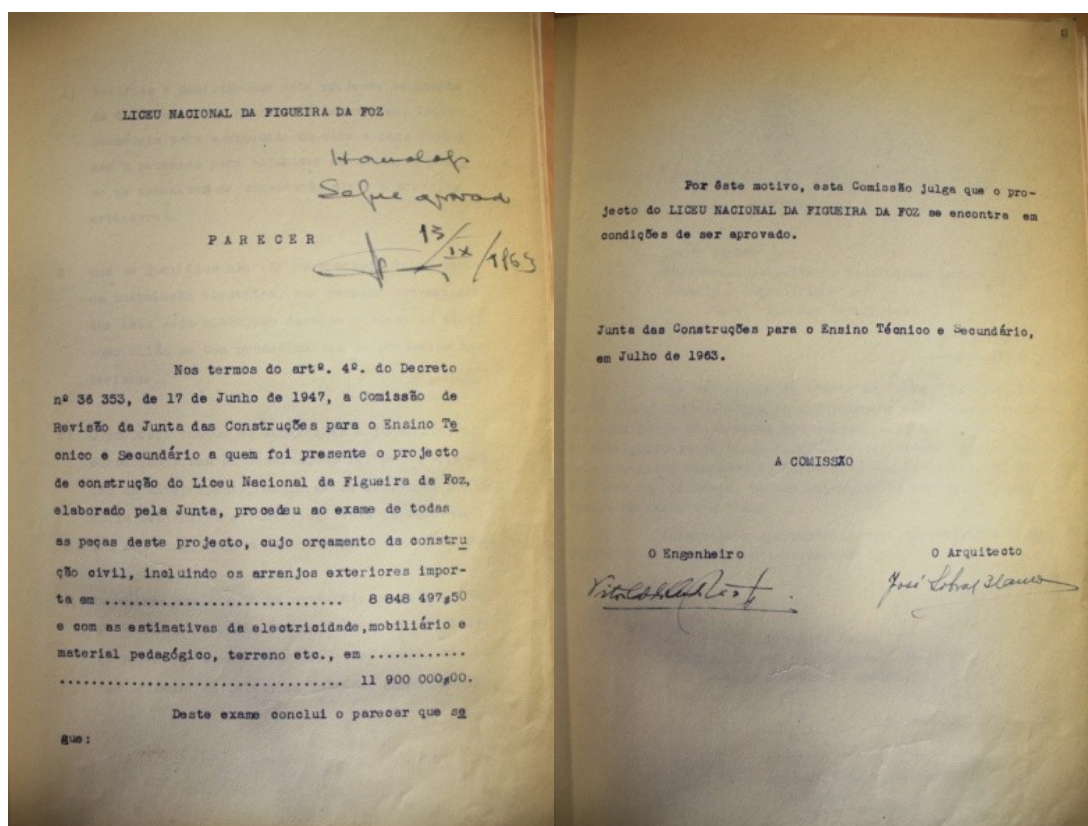 LICEU NACIONAL DA FIGUEIRA DA FOZ
13/IX/1963
PARECER
Nos termos do artº. 4º. do Decreto
nº 36 353, de 17 de Junho de 1947, a Comissão de
Revisão da Junta das Construções para o Ensino Te
cnico e Secundário a quem foi presente o projecto
de construção do Liceu Nacional da Figueira da Foz,
elaborado pela Junta, procedeu ao exame de todas
as peças deste projecto, cujo orçamento da constru
ção civil, incluindo os arranjos exteriores impor-
ta em ............................. 8 848 497$50
e com as estimativas da electricidade,mobiliário e
material pedagógico, terreno etc., em ............
.................................. 11 900 000$00.
Deste exame conclui o parecer que se
gue:
8
Por êste motivo, esta Comissão julga que o pro-
jecto do LICEU NACIONAL DA FIGUEIRA DA FOZ se encontra em
condições de ser aprovado.
Junta das Construções para o Ensino Técnico e Secundário,
em Julho de 1963.
A COMISSÃO
O Engenheiro
O Arquitecto
José Sobral Blanco